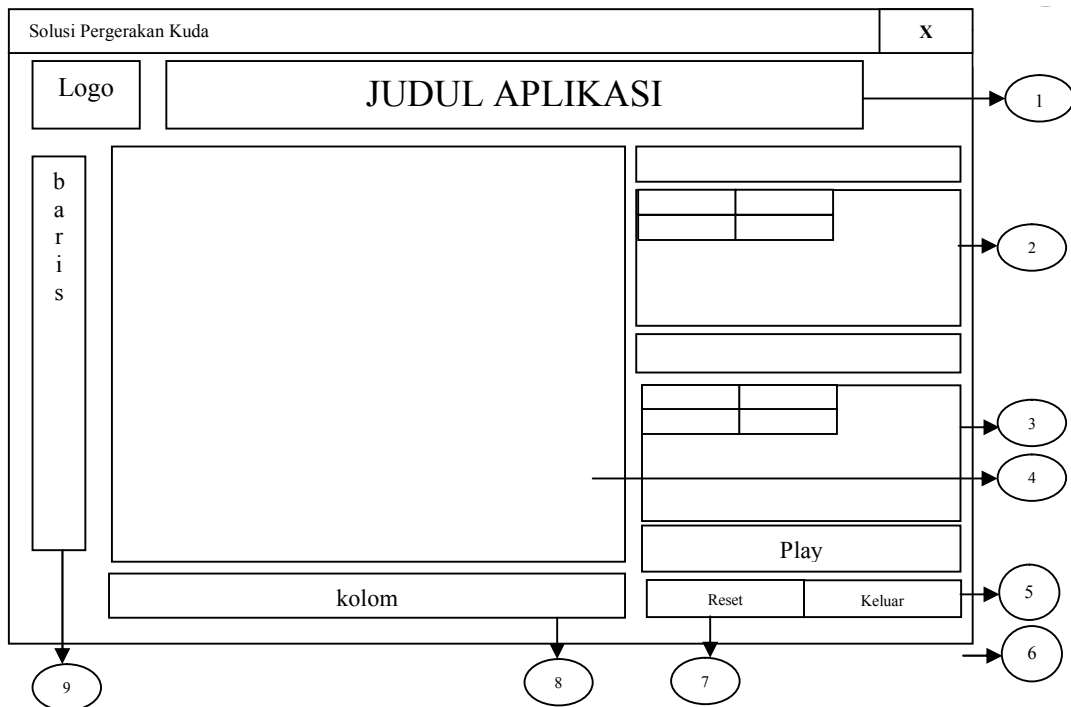 Solusi Pergerakan Kuda
X
Logo
JUDUL APLIKASI
1
b
a
r
i
s
2
3
4
Play
5
kolom
Reset
Keluar
6
9
8
7